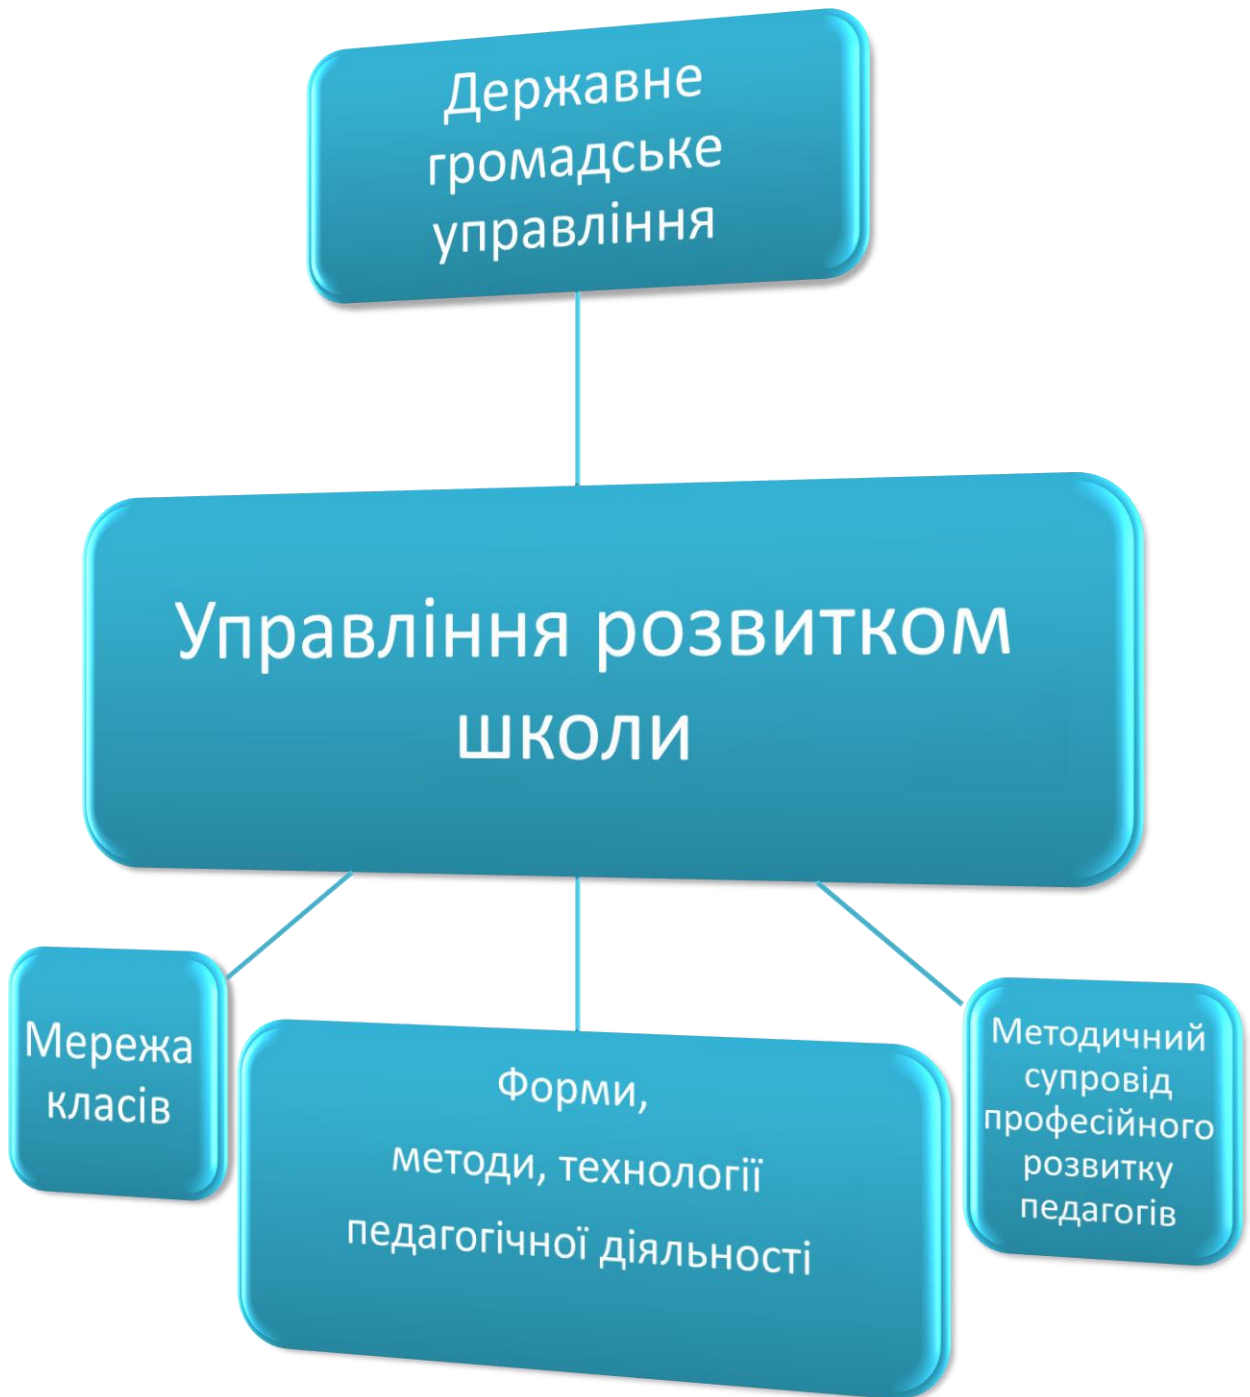 Державне
громадське
управління
Управління розвитком
школи
Мережа
класів
Форми,
методи, технології
педагогічної діяльності
Методичний
супровід
професійного
розвитку
педагогів